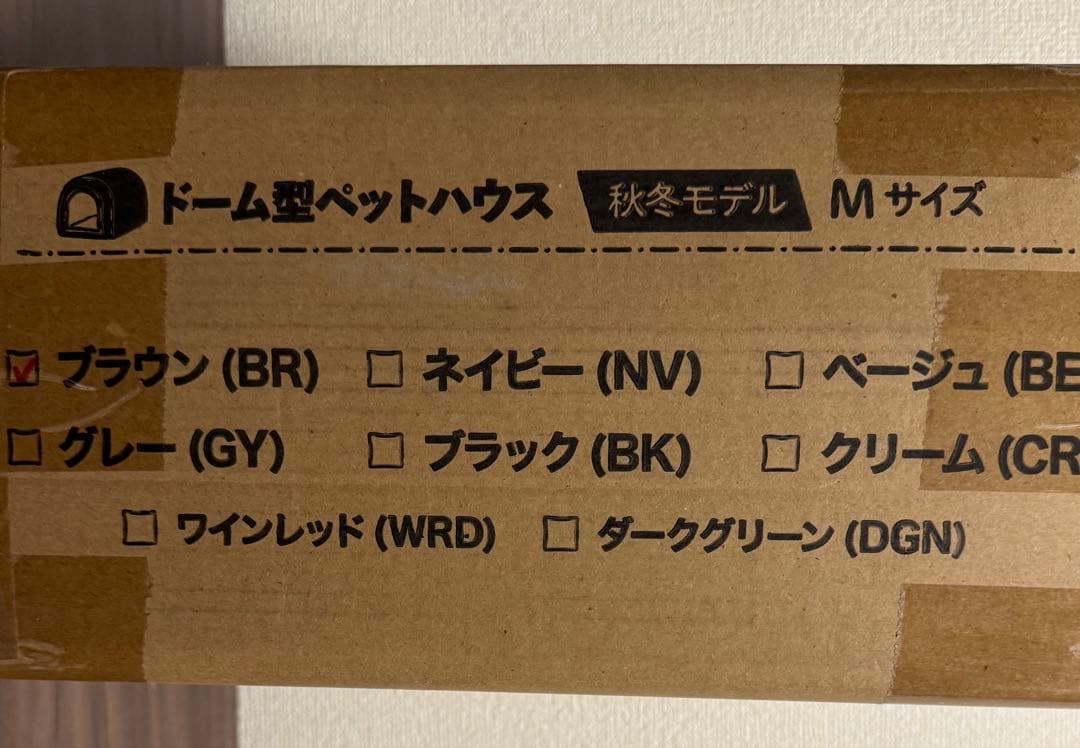 ドーム型ペットハウス 秋冬モデル Mサイズ
ブラウン(BR) ネイビー(NV) ベージュ(BE
グレー(GY) ブラック(BK) クリーム(CR
ワインレッド(WRD) ダークグリーン(DGN)